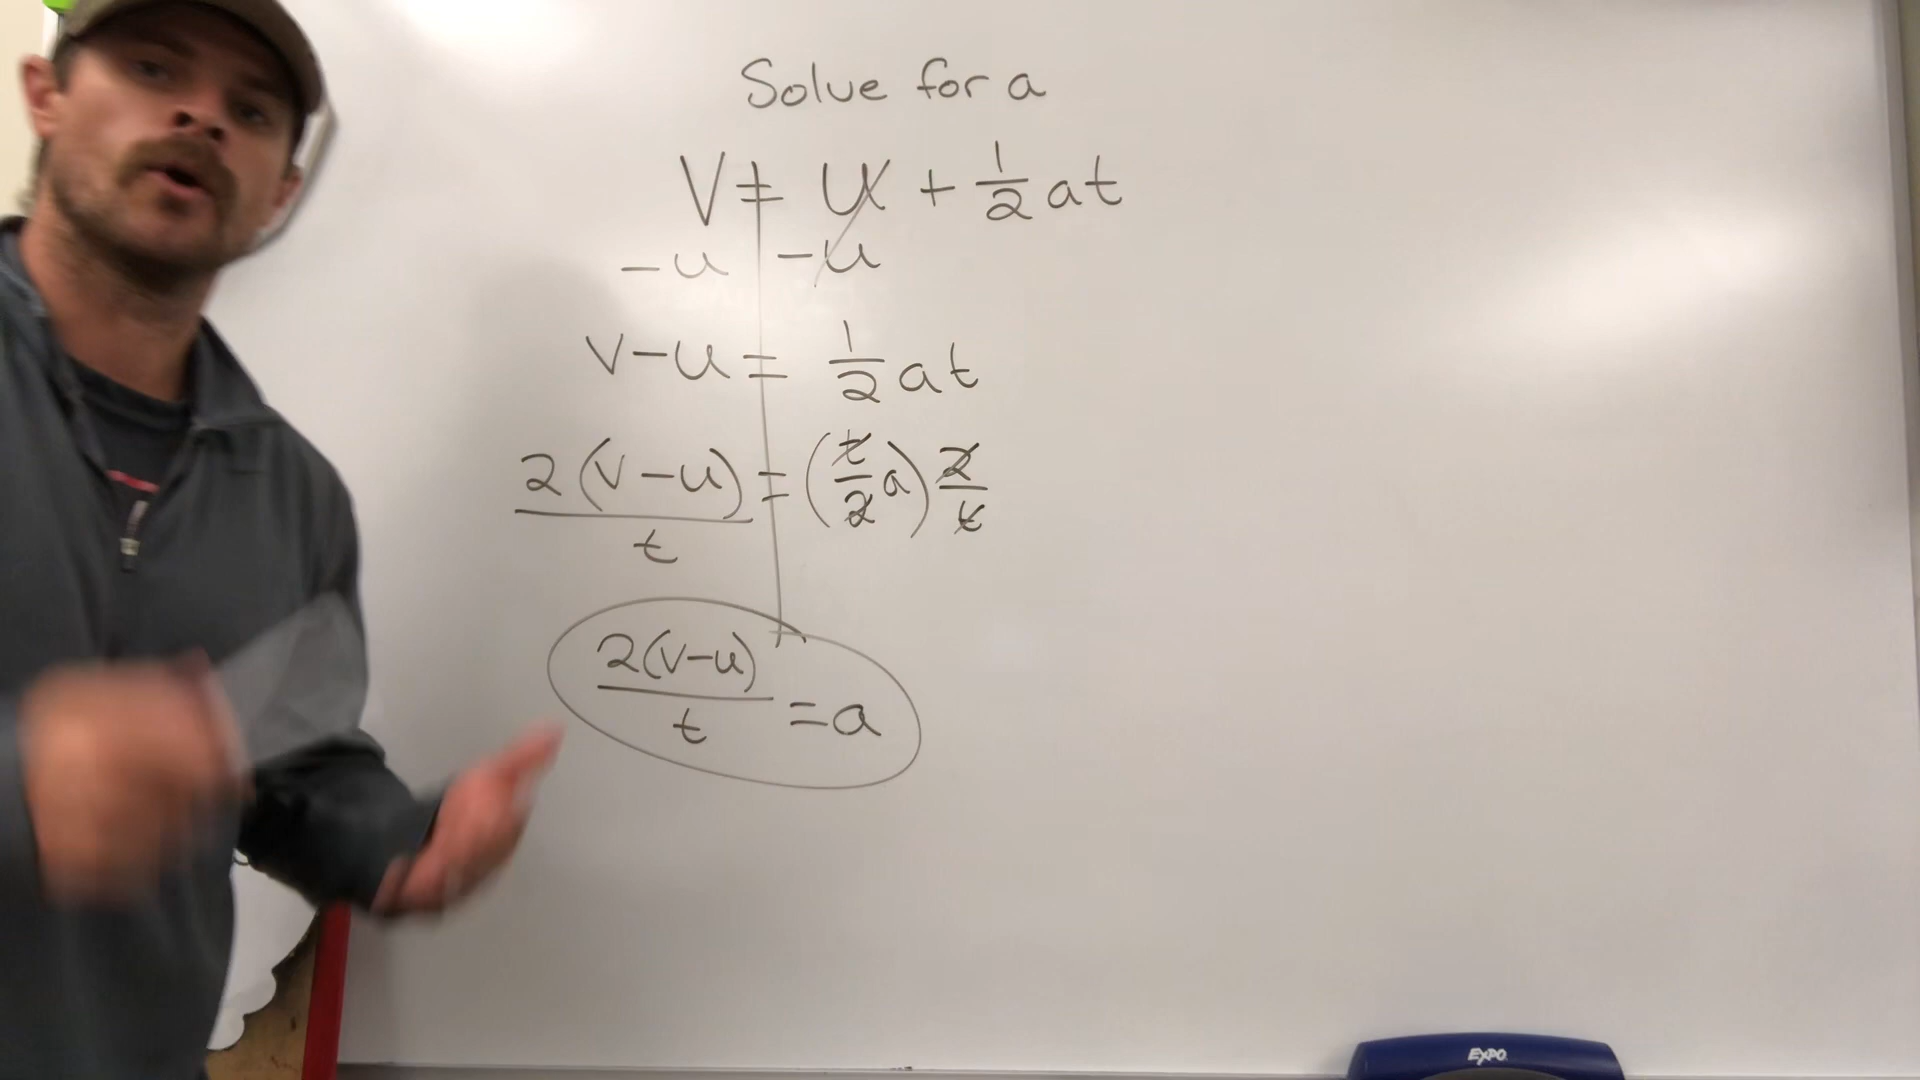 Solve for a
V = u + 1/2 at
-u -u
v-u = 1/2 at
2(v-u)/t = (t/2 a) 2/t
2(v-u)/t = a
EXPO